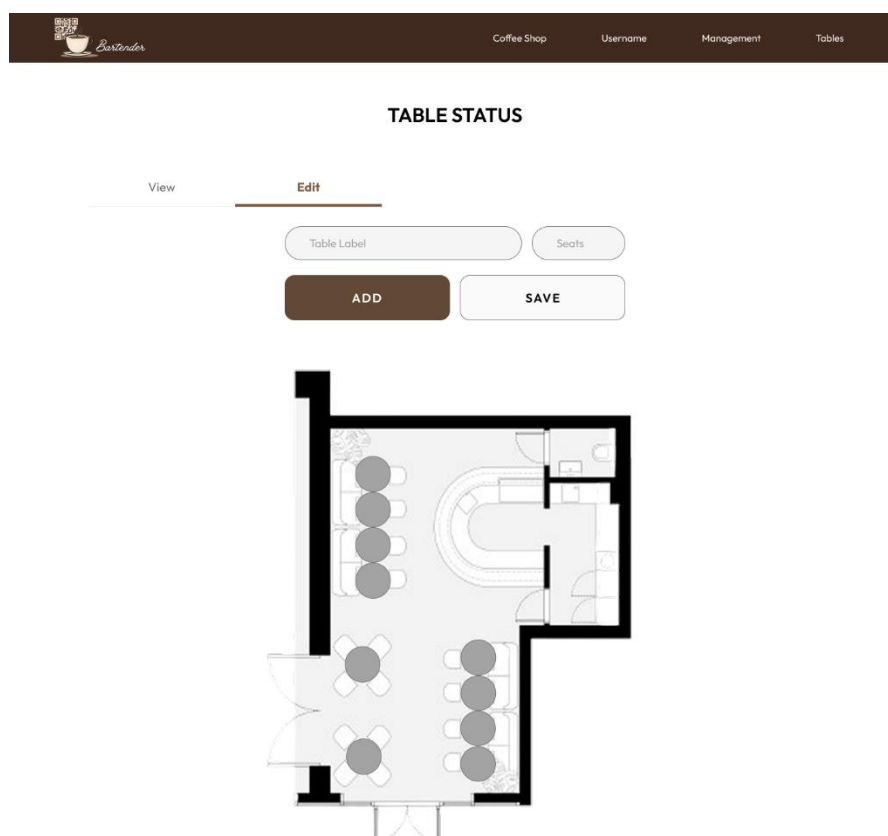 Bartender
Coffee Shop Username Management Tables
TABLE STATUS
View Edit
Table Label Seats
ADD SAVE